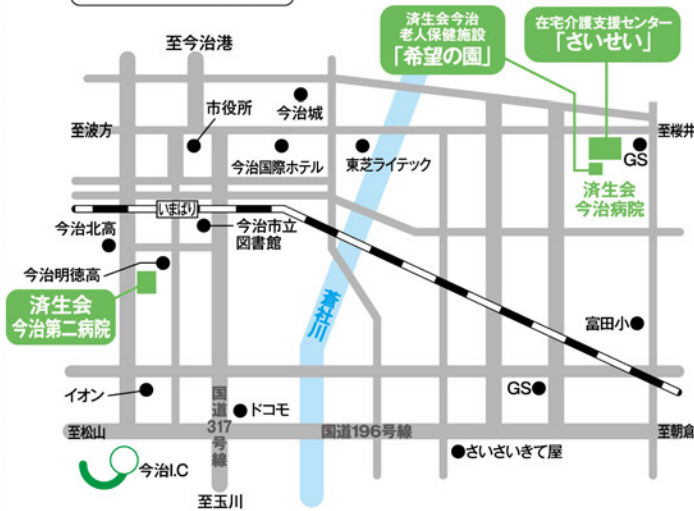 済生会今治
老人保健施設
「希望の園」
在宅介護支援センター
「さいせい」
至今治港
市役所
今治城
至波方
至桜井
今治国際ホテル
東芝ライテック
GS
済生会
今治病院
いまばり
今治北高
今治市立
図書館
今治明徳高
済生会
今治第二病院
蒼社川
富田小
イオン
国道317号線
ドコモ
GS
至松山
国道196号線
至朝倉
さいさいきて屋
今治I.C
至玉川